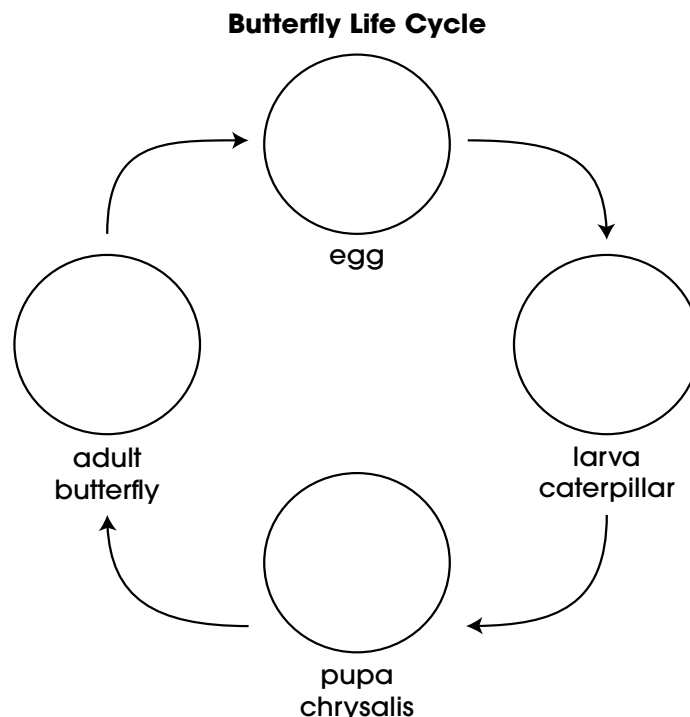 Butterfly Life Cycle
egg
larva
caterpillar
pupa
chrysalis
adult
butterfly